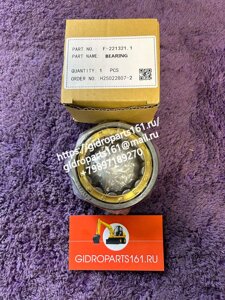 PART NO. F-221321.1
PART NAME BEARING
QUANTITY 1 PCS
ORDER NO. H25022807-2
https://gidroparts161.ru/
gidroparts161@mail.ru
+79897189270
GIDROPARTS161.RU